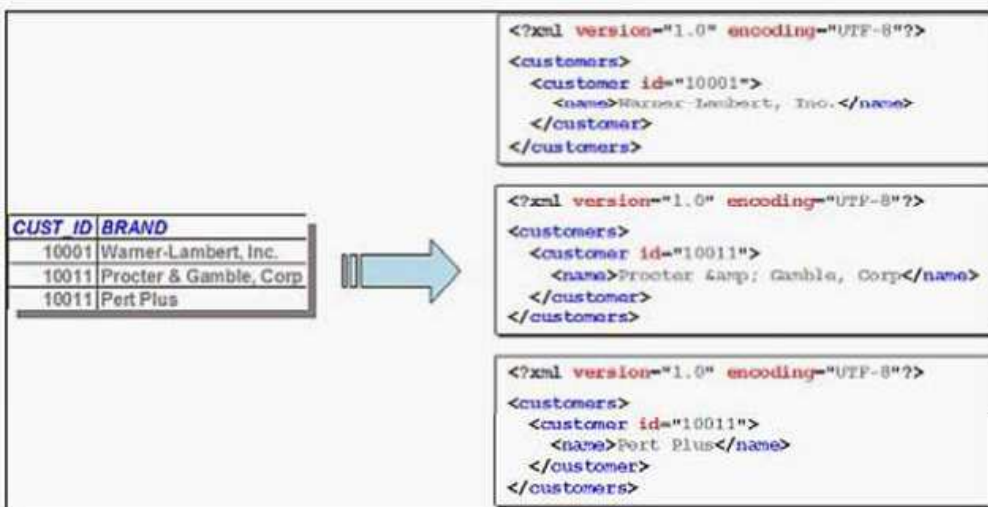 CUST_ID BRAND
10001 Warner-Lambert, Inc.
10011 Procter & Gamble, Corp
10011 Pert Plus
<?xml version="1.0" encoding="UTF-8"?>
<customers>
<customer id="10001">
<name>Warner-Lambert, Inc.</name>
</customer>
</customers>
<?xml version="1.0" encoding="UTF-8"?>
<customers>
<customer id="10011">
<name>Procter &amp; Gamble, Corp</name>
</customer>
</customers>
<?xml version="1.0" encoding="UTF-8"?>
<customers>
<customer id="10011">
<name>Pert Plus</name>
</customer>
</customers>